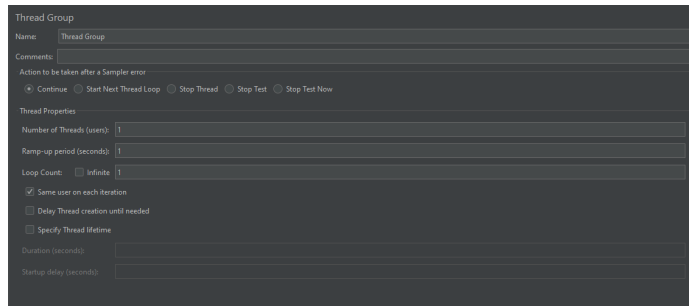 Thread Group
Name: Thread Group
Comments:
Action to be taken after a Sampler error
Continue Start Next Thread Loop Stop Thread Stop Test Stop Test Now
Thread Properties
Number of Threads (users): 1
Ramp-up period (seconds): 1
Loop Count: Infinite 1
Same user on each iteration
Delay Thread creation until needed
Specify Thread lifetime
Duration (seconds):
Startup delay (seconds):